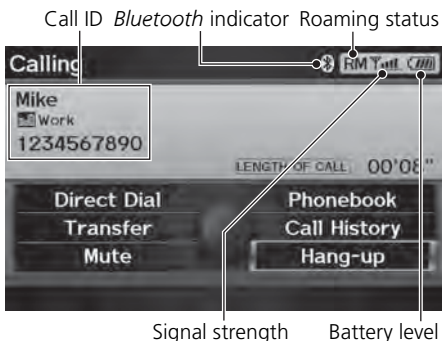 Call ID Bluetooth indicator Roaming status
Calling RM
Mike
Work
1234567890
LENGTH OF CALL 00'08"
Direct Dial Phonebook
Transfer Call History
Mute Hang-up
Signal strength Battery level